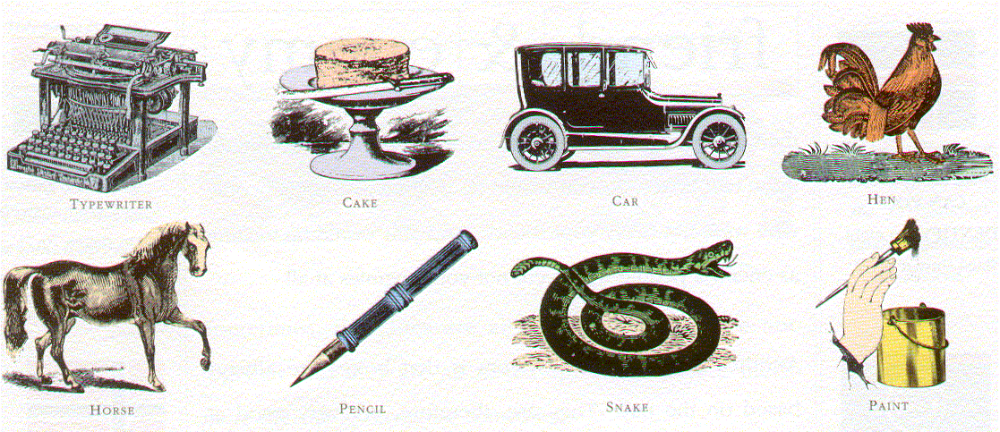 TYPEWRITER
CAKE
CAR
HEN
HORSE
PENCIL
SNAKE
PAINT